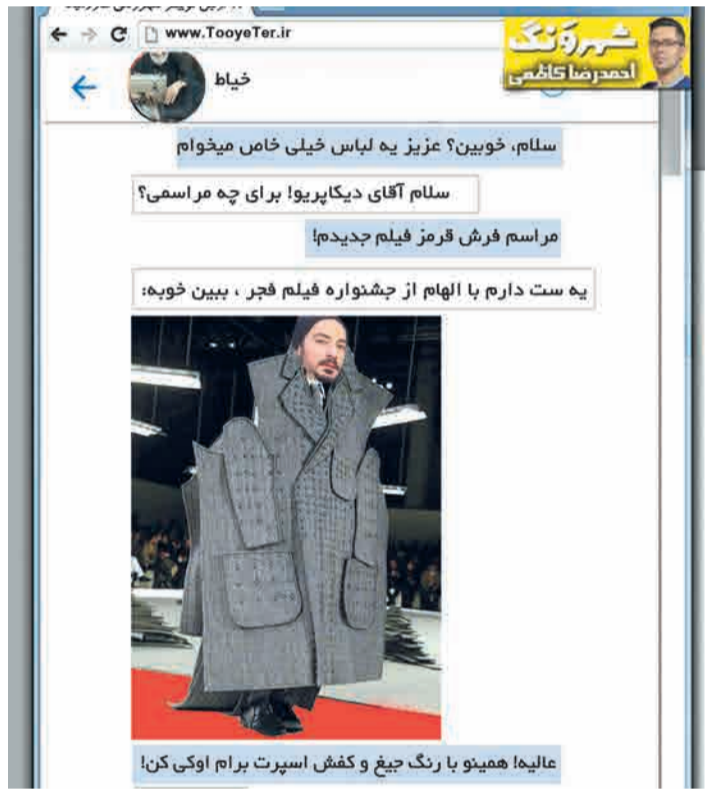 www.TooyeTer.ir
شهرونگ
احمدرضا کاظمی
خیاط
سلام، خوبین؟ عزیز یه لباس خیلی خاص میخوام
سلام آقای دیکاپریو! برای چه مراسمی؟
مراسم فرش قرمز فیلم جدیدم!
یه ست دارم با الهام از جشنواره فیلم فجر ، ببین خوبه:
عالیه! همینو با رنگ جیغ و کفش اسپرت برام اوکی کن!